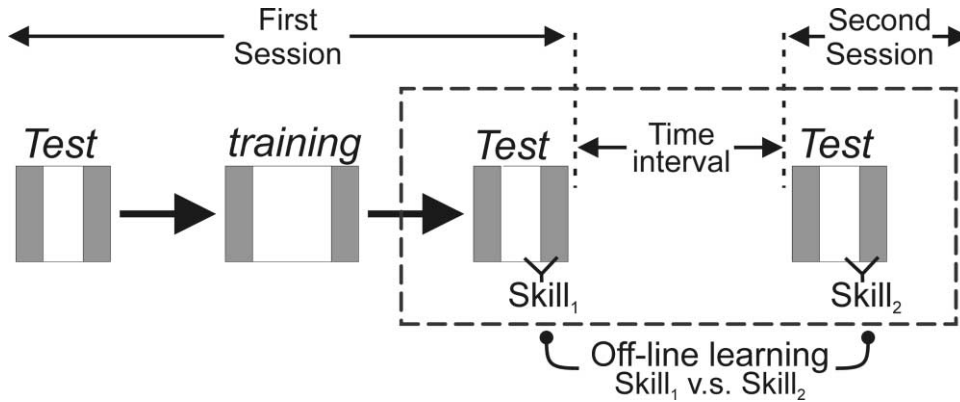 First
Session
Second
Session
Test
training
Test
Time
interval
Test
Skill₁
Skill₂
Off-line learning
Skill₁ v.s. Skill₂